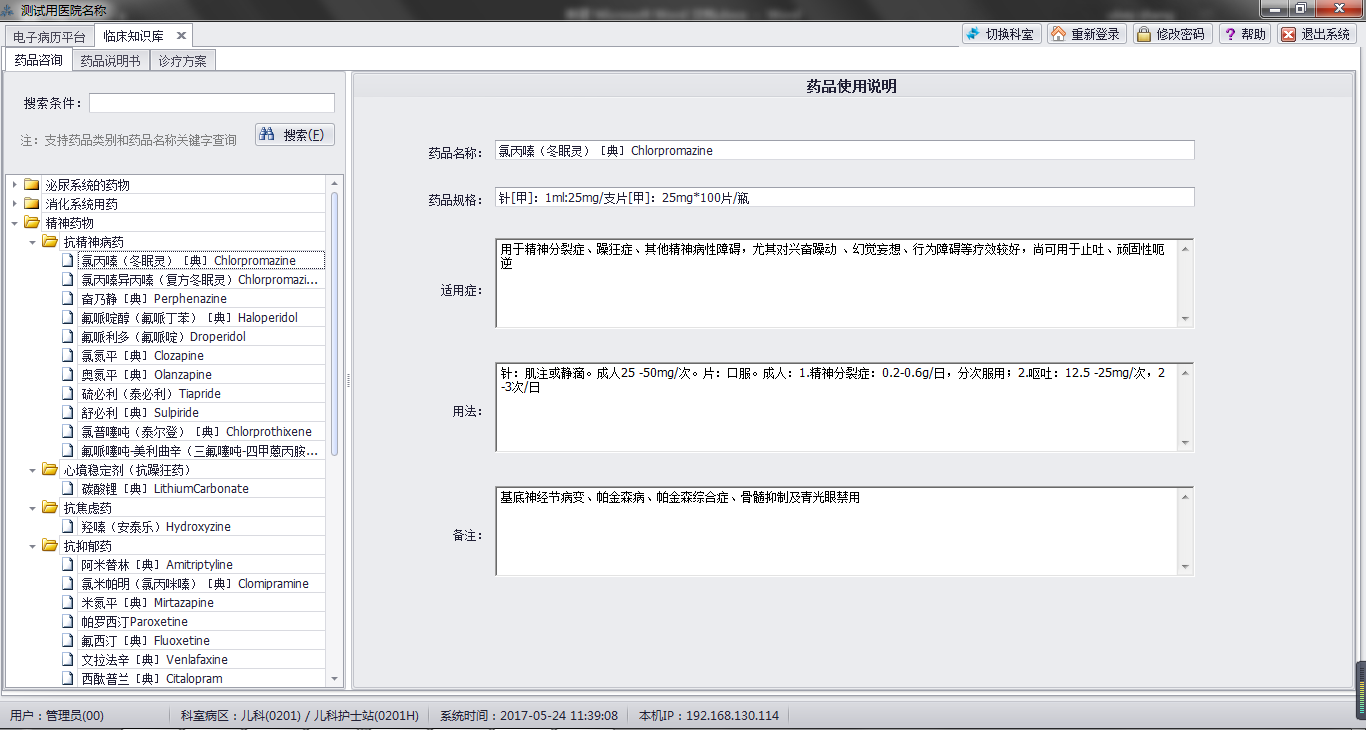 测试用医院名称
电子病历平台
临床知识库
切换科室
重新登录
修改密码
帮助
退出系统
药品咨询
药品说明书
诊疗方案
搜索条件：
注：支持药品类别和药品名称关键字查询
搜索(F)
泌尿系统的药物
消化系统用药
精神药物
抗精神病药
氯丙嗪（冬眠灵）［典］Chlorpromazine
氯丙嗪异丙嗪（复方冬眠灵）Chlorpromazi...
奋乃静［典］Perphenazine
氟哌啶醇（氟哌丁苯）［典］Haloperidol
氟哌利多（氟哌啶）Droperidol
氯氮平［典］Clozapine
奥氮平［典］Olanzapine
硫必利（泰必利）Tiapride
舒必利［典］Sulpiride
氯普噻吨（泰尔登）［典］Chlorprothixene
氟哌噻吨-美利曲辛（三氟噻吨-四甲蒽丙胺...
心境稳定剂（抗躁狂药）
碳酸锂［典］LithiumCarbonate
抗焦虑药
羟嗪（安泰乐）Hydroxyzine
抗抑郁药
阿米替林［典］Amitriptyline
氯米帕明（氯丙咪嗪）［典］Clomipramine
米氮平［典］Mirtazapine
帕罗西汀Paroxetine
氟西汀［典］Fluoxetine
文拉法辛［典］Venlafaxine
西酞普兰［典］Citalopram
药品使用说明
药品名称：
氯丙嗪（冬眠灵）［典］Chlorpromazine
药品规格：
针[甲]：1ml:25mg/支片[甲]：25mg*100片/瓶
适用症：
用于精神分裂症、躁狂症、其他精神病性障碍，尤其对兴奋躁动 、幻觉妄想、行为障碍等疗效较好，尚可用于止吐、顽固性呃
逆
用法：
针：肌注或静滴。成人25 -50mg/次。片：口服。成人：1.精神分裂症：0.2-0.6g/日，分次服用；2.呕吐：12.5 -25mg/次，2
-3次/日
备注：
基底神经节病变、帕金森病、帕金森综合症、骨髓抑制及青光眼禁用
用户：管理员(00)
科室病区：儿科(0201) / 儿科护士站(0201H)
系统时间：2017-05-24 11:39:08
本机IP：192.168.130.114